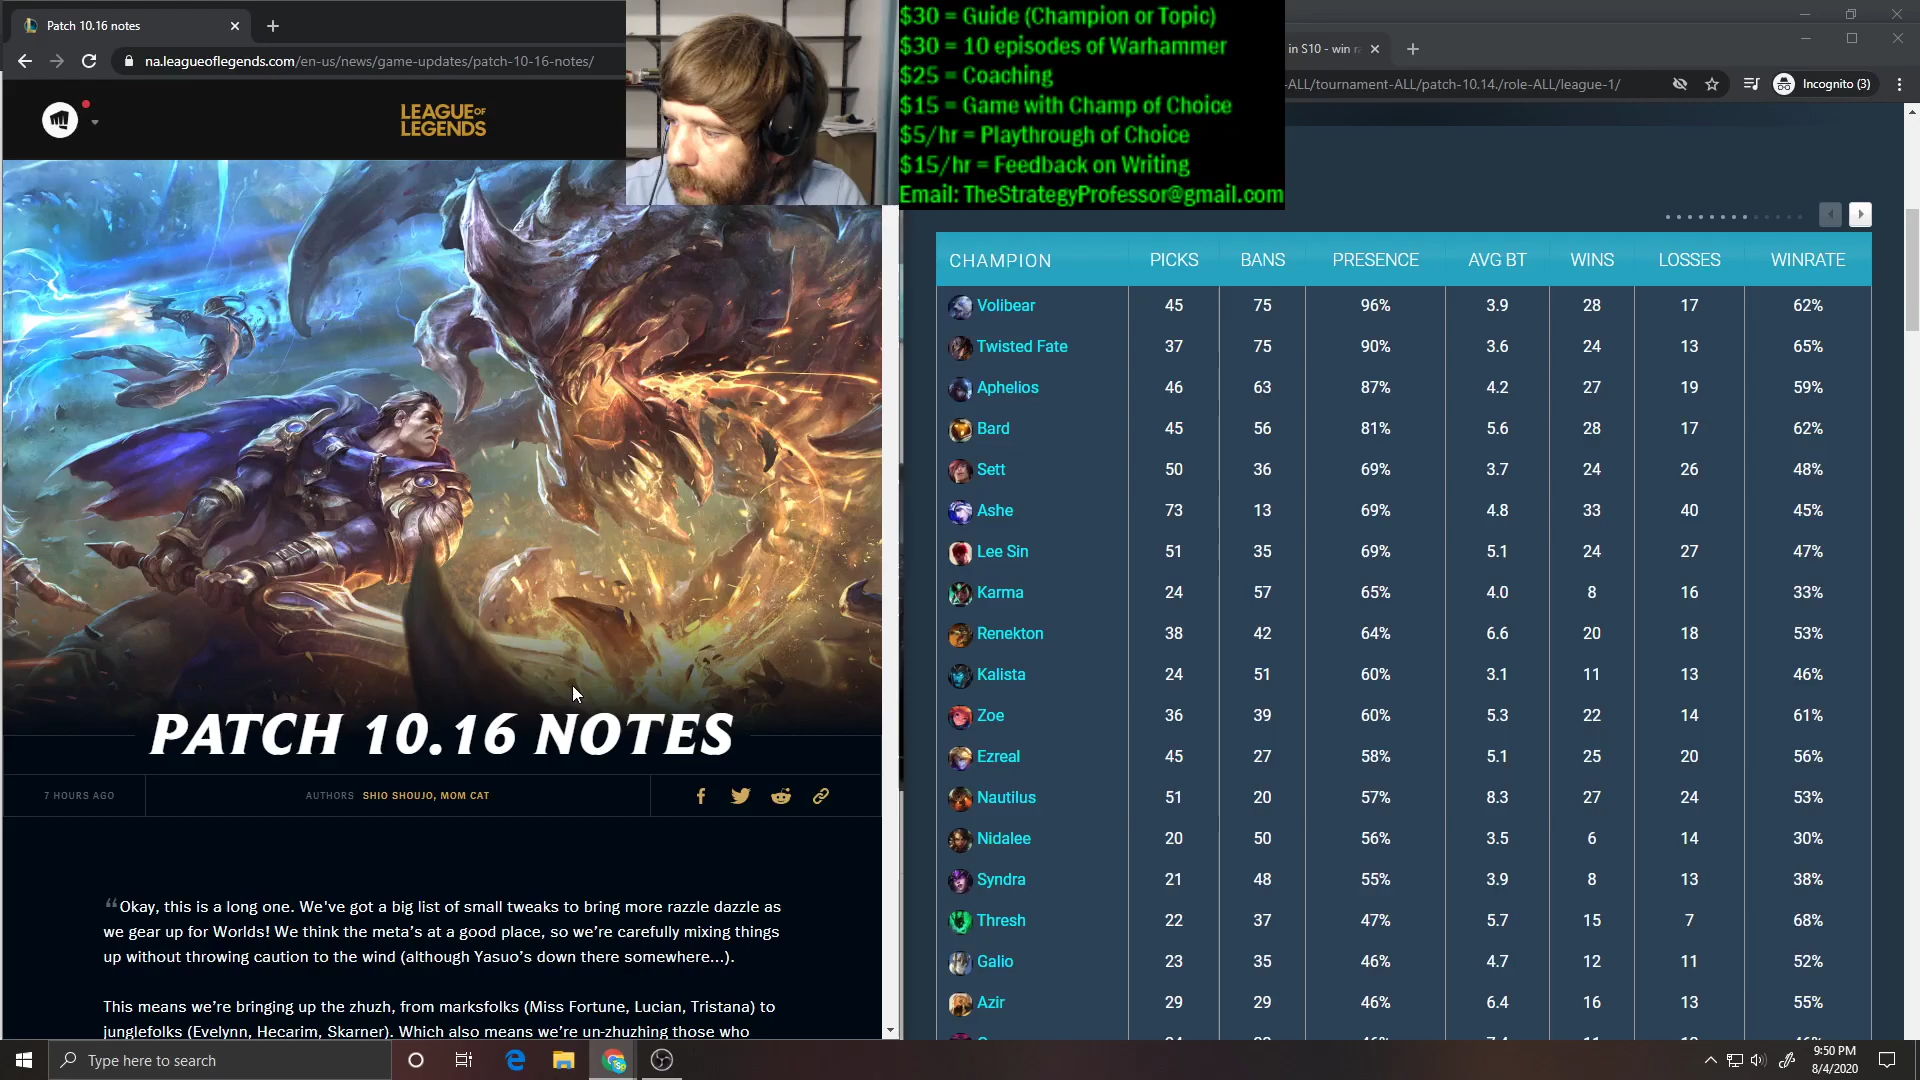 Patch 10.16 notes
na.leagueoflegends.com/en-us/news/game-updates/patch-10-16-notes/
LEAGUE OF
LEGENDS
$30 = Guide (Champion or Topic)
$30 = 10 episodes of Warhammer
$25 = Coaching
$15 = Game with Champ of Choice
$5/hr = Playthrough of Choice
$15/hr = Feedback on Writing
Email: TheStrategyProfessor@gmail.com
in S10 - win
-ALL/tournament-ALL/patch-10.14./role-ALL/league-1/
Incognito (3)
PATCH 10.16 NOTES
7 HOURS AGO
AUTHORS SHIO SHOUJO, MOM CAT
“Okay, this is a long one. We've got a big list of small tweaks to bring more razzle dazzle as
we gear up for Worlds! We think the meta’s at a good place, so we’re carefully mixing things
up without throwing caution to the wind (although Yasuo’s down there somewhere...).
This means we’re bringing up the zhuzh, from marksfolks (Miss Fortune, Lucian, Tristana) to
junglefolks (Evelynn, Hecarim, Skarner). Which also means we’re un-zhuzhing those who
CHAMPION PICKS BANS PRESENCE AVG BT WINS LOSSES WINRATE
Volibear 45 75 96% 3.9 28 17 62%
Twisted Fate 37 75 90% 3.6 24 13 65%
Aphelios 46 63 87% 4.2 27 19 59%
Bard 45 56 81% 5.6 28 17 62%
Sett 50 36 69% 3.7 24 26 48%
Ashe 73 13 69% 4.8 33 40 45%
Lee Sin 51 35 69% 5.1 24 27 47%
Karma 24 57 65% 4.0 8 16 33%
Renekton 38 42 64% 6.6 20 18 53%
Kalista 24 51 60% 3.1 11 13 46%
Zoe 36 39 60% 5.3 22 14 61%
Ezreal 45 27 58% 5.1 25 20 56%
Nautilus 51 20 57% 8.3 27 24 53%
Nidalee 20 50 56% 3.5 6 14 30%
Syndra 21 48 55% 3.9 8 13 38%
Thresh 22 37 47% 5.7 15 7 68%
Galio 23 35 46% 4.7 12 11 52%
Azir 29 29 46% 6.4 16 13 55%
Type here to search
9:50 PM
8/4/2020